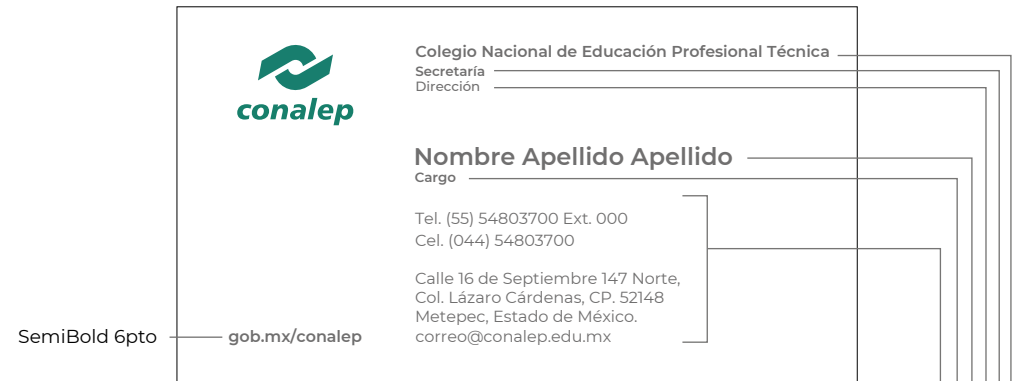 conalep
Colegio Nacional de Educación Profesional Técnica
Secretaría
Dirección
Nombre Apellido Apellido
Cargo
Tel. (55) 54803700 Ext. 000
Cel. (044) 54803700
Calle 16 de Septiembre 147 Norte,
Col. Lázaro Cárdenas, CP. 52148
Metepec, Estado de México.
correo@conalep.edu.mx
SemiBold 6pto
gob.mx/conalep